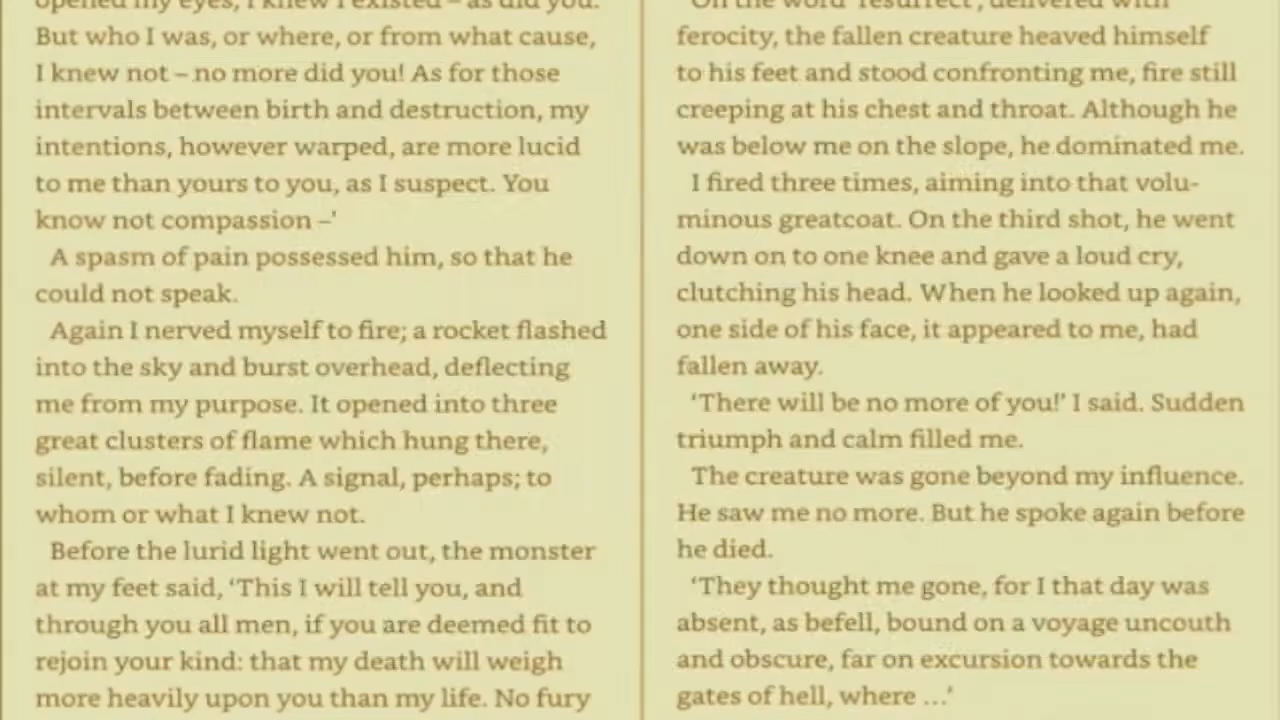 opened my eyes, I knew I existed – as did you.
But who I was, or where, or from what cause,
I knew not – no more did you! As for those
intervals between birth and destruction, my
intentions, however warped, are more lucid
to me than yours to you, as I suspect. You
know not compassion –’
A spasm of pain possessed him, so that he
could not speak.
Again I nerved myself to fire; a rocket flashed
into the sky and burst overhead, deflecting
me from my purpose. It opened into three
great clusters of flame which hung there,
silent, before fading. A signal, perhaps; to
whom or what I knew not.
Before the lurid light went out, the monster
at my feet said, ‘This I will tell you, and
through you all men, if you are deemed fit to
rejoin your kind: that my death will weigh
more heavily upon you than my life. No fury
On the word ‘resurrect’, delivered with
ferocity, the fallen creature heaved himself
to his feet and stood confronting me, fire still
creeping at his chest and throat. Although he
was below me on the slope, he dominated me.
I fired three times, aiming into that volu-
minous greatcoat. On the third shot, he went
down on to one knee and gave a loud cry,
clutching his head. When he looked up again,
one side of his face, it appeared to me, had
fallen away.
‘There will be no more of you!’ I said. Sudden
triumph and calm filled me.
The creature was gone beyond my influence.
He saw me no more. But he spoke again before
he died.
‘They thought me gone, for I that day was
absent, as befell, bound on a voyage uncouth
and obscure, far on excursion towards the
gates of hell, where …’